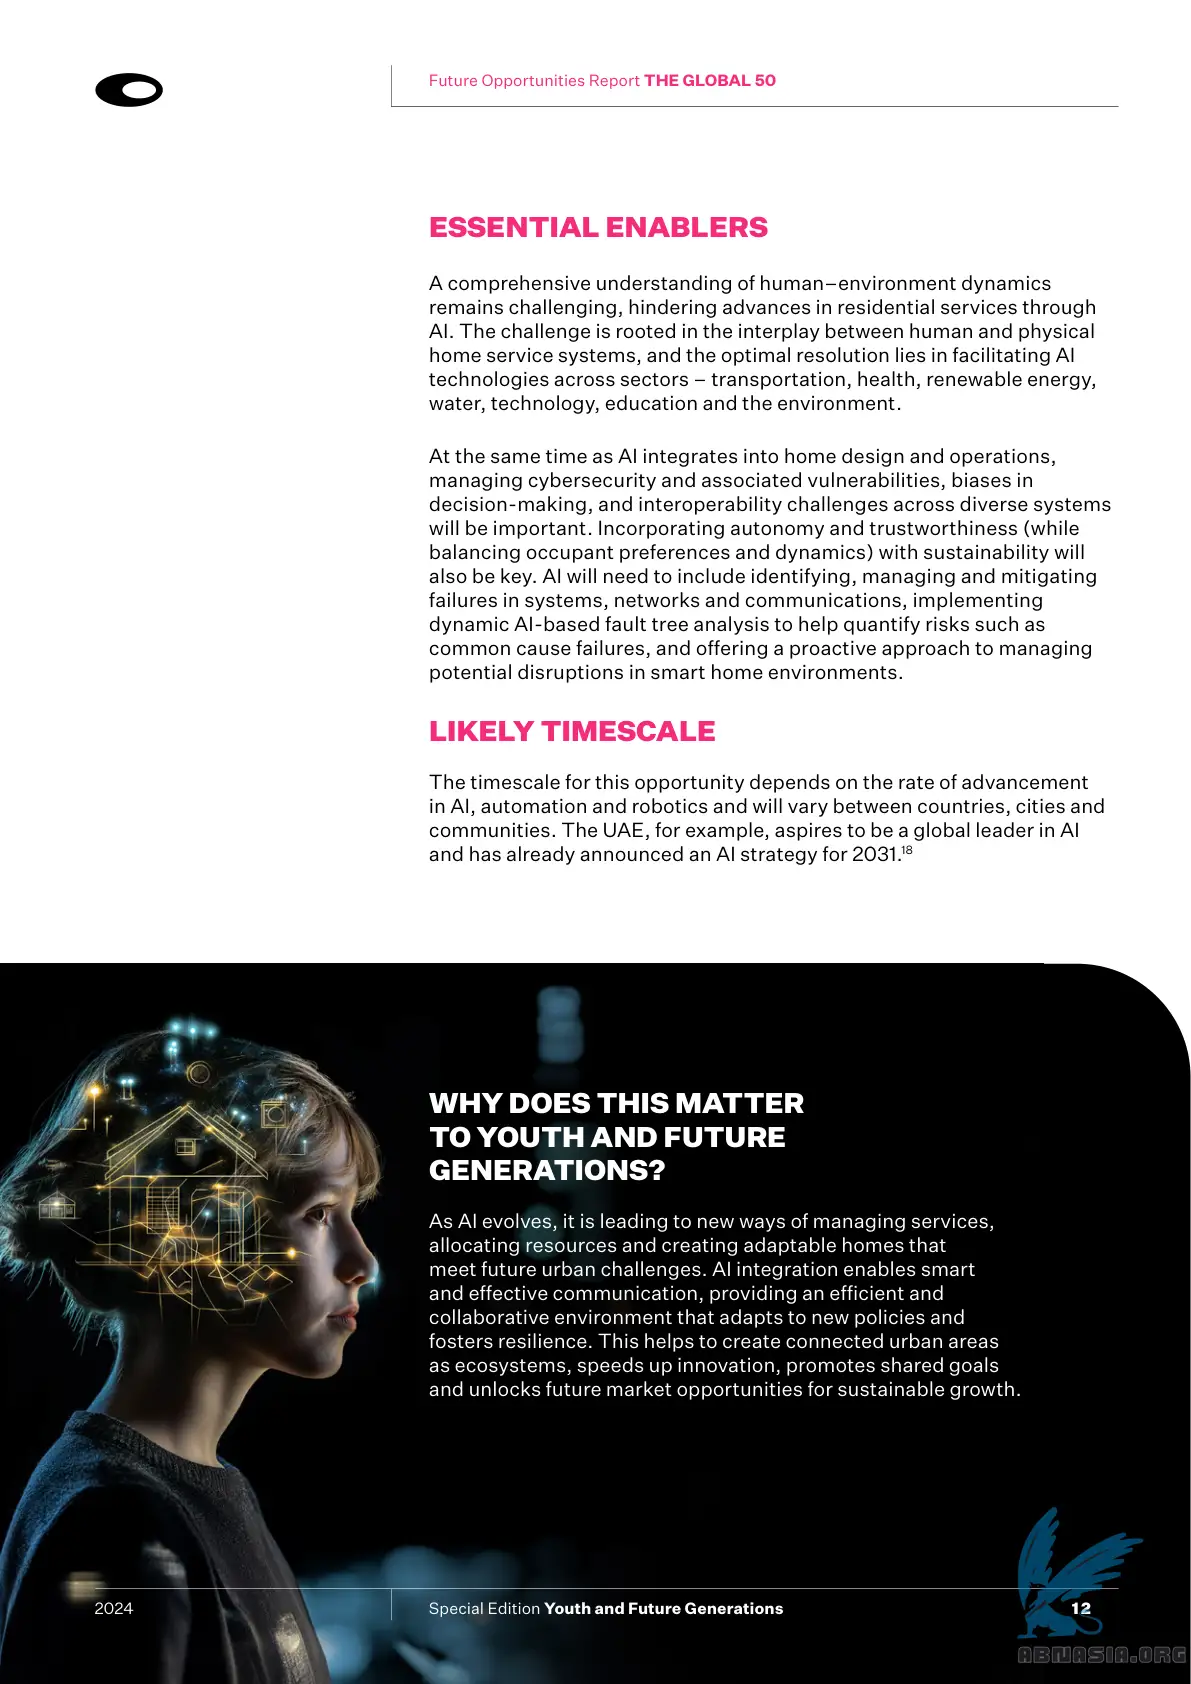 Future Opportunities Report THE GLOBAL 50
ESSENTIAL ENABLERS
A comprehensive understanding of human–environment dynamics
remains challenging, hindering advances in residential services through
AI. The challenge is rooted in the interplay between human and physical
home service systems, and the optimal resolution lies in facilitating AI
technologies across sectors – transportation, health, renewable energy,
water, technology, education and the environment.
At the same time as AI integrates into home design and operations,
managing cybersecurity and associated vulnerabilities, biases in
decision-making, and interoperability challenges across diverse systems
will be important. Incorporating autonomy and trustworthiness (while
balancing occupant preferences and dynamics) with sustainability will
also be key. AI will need to include identifying, managing and mitigating
failures in systems, networks and communications, implementing
dynamic AI-based fault tree analysis to help quantify risks such as
common cause failures, and offering a proactive approach to managing
potential disruptions in smart home environments.
LIKELY TIMESCALE
The timescale for this opportunity depends on the rate of advancement
in AI, automation and robotics and will vary between countries, cities and
communities. The UAE, for example, aspires to be a global leader in AI
and has already announced an AI strategy for 2031.18
WHY DOES THIS MATTER
TO YOUTH AND FUTURE
GENERATIONS?
As AI evolves, it is leading to new ways of managing services,
allocating resources and creating adaptable homes that
meet future urban challenges. AI integration enables smart
and effective communication, providing an efficient and
collaborative environment that adapts to new policies and
fosters resilience. This helps to create connected urban areas
as ecosystems, speeds up innovation, promotes shared goals
and unlocks future market opportunities for sustainable growth.
2024
Special Edition Youth and Future Generations
12
ABNASIA.ORG